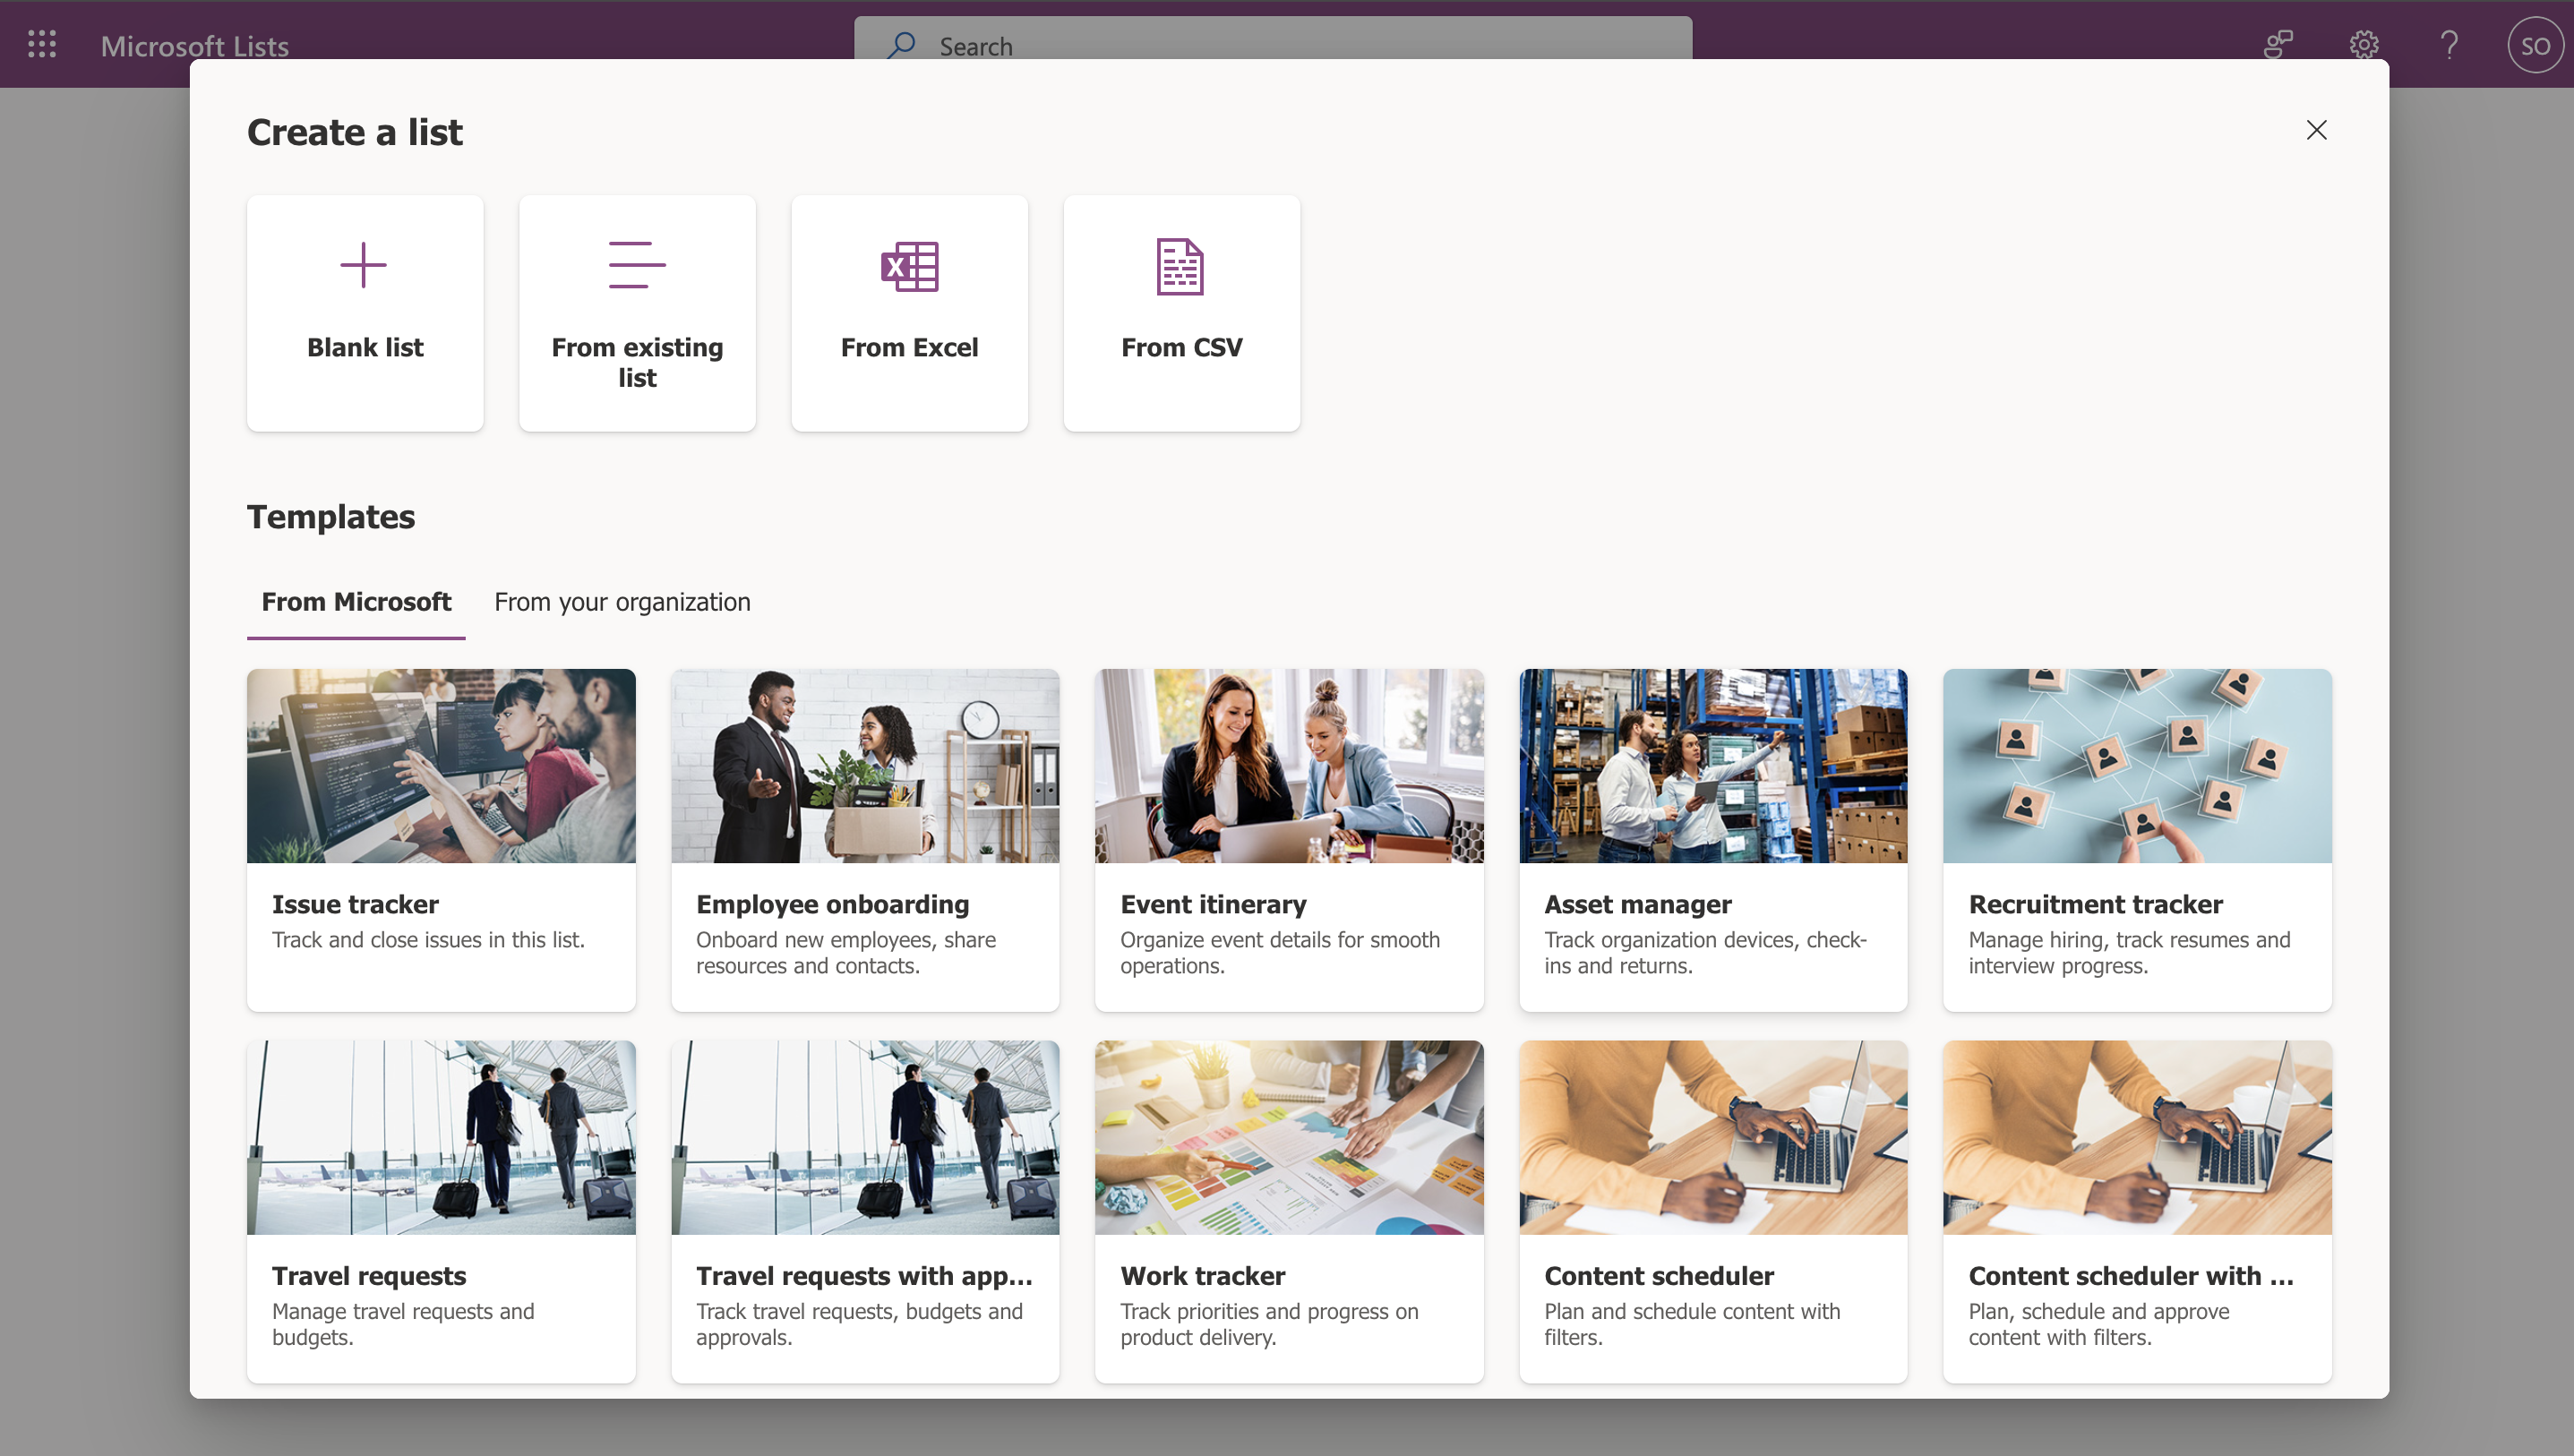 Microsoft Lists
Search
SO
Create a list
Blank list
From existing
list
From Excel
From CSV
Templates
From Microsoft
From your organization
Issue tracker
Track and close issues in this list.
Employee onboarding
Onboard new employees, share
resources and contacts.
Event itinerary
Organize event details for smooth
operations.
Asset manager
Track organization devices, check-
ins and returns.
Recruitment tracker
Manage hiring, track resumes and
interview progress.
Travel requests
Manage travel requests and
budgets.
Travel requests with app...
Track travel requests, budgets and
approvals.
Work tracker
Track priorities and progress on
product delivery.
Content scheduler
Plan and schedule content with
filters.
Content scheduler with ...
Plan, schedule and approve
content with filters.